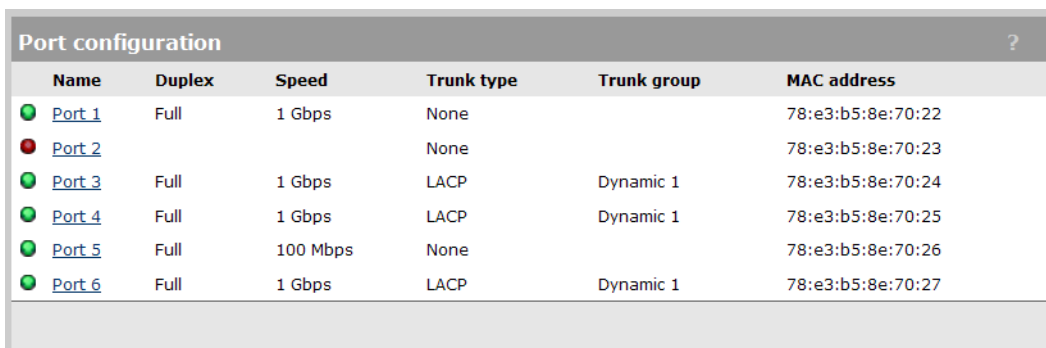 Port configuration ?
Name Duplex Speed Trunk type Trunk group MAC address
Port 1 Full 1 Gbps None 78:e3:b5:8e:70:22
Port 2 None 78:e3:b5:8e:70:23
Port 3 Full 1 Gbps LACP Dynamic 1 78:e3:b5:8e:70:24
Port 4 Full 1 Gbps LACP Dynamic 1 78:e3:b5:8e:70:25
Port 5 Full 100 Mbps None 78:e3:b5:8e:70:26
Port 6 Full 1 Gbps LACP Dynamic 1 78:e3:b5:8e:70:27